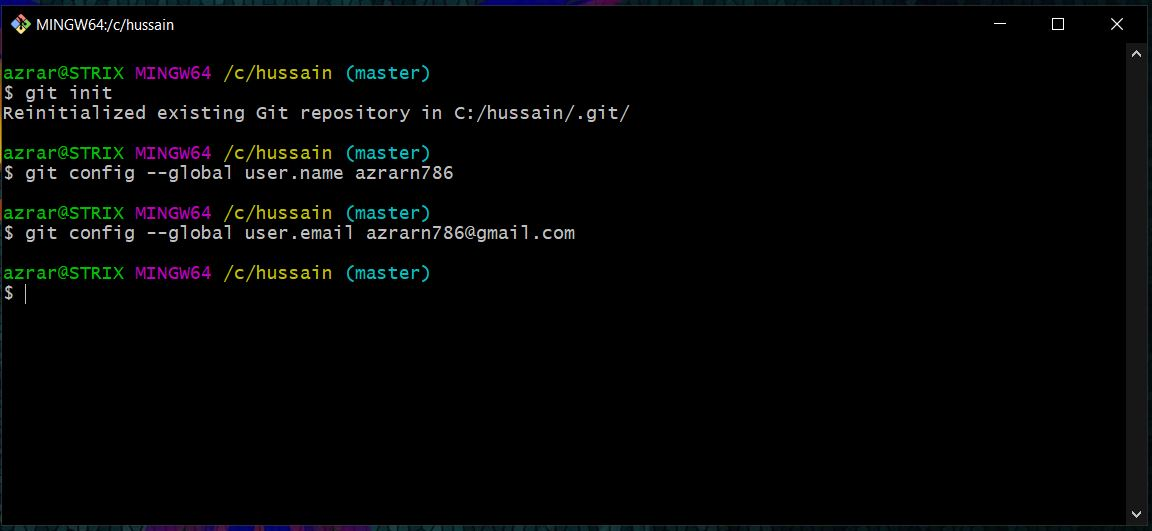 MINGW64:/c/hussain
azrar@STRIX MINGW64 /c/hussain (master)
$ git init
Reinitialized existing Git repository in C:/hussain/.git/
azrar@STRIX MINGW64 /c/hussain (master)
$ git config --global user.name azrarn786
azrar@STRIX MINGW64 /c/hussain (master)
$ git config --global user.email azrarn786@gmail.com
azrar@STRIX MINGW64 /c/hussain (master)
$